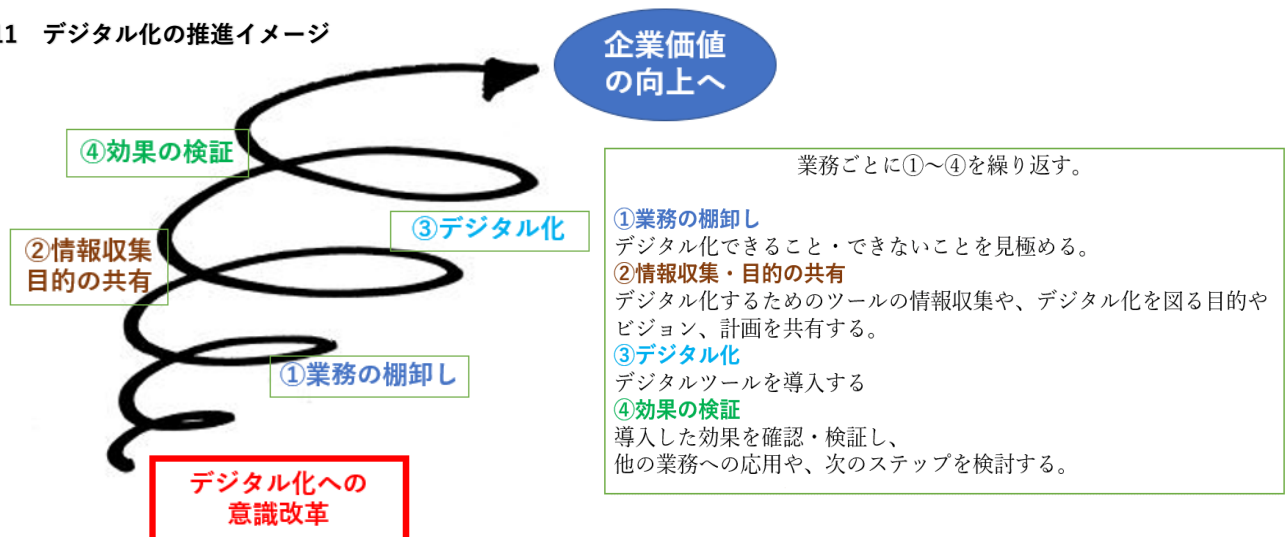 11 デジタル化の推進イメージ
企業価値
の向上へ
④効果の検証
③デジタル化
②情報収集
目的の共有
①業務の棚卸し
デジタル化への
意識改革
業務ごとに①～④を繰り返す。
①業務の棚卸し
デジタル化できること・できないことを見極める。
②情報収集・目的の共有
デジタル化するためのツールの情報収集や、デジタル化を図る目的や
ビジョン、計画を共有する。
③デジタル化
デジタルツールを導入する
④効果の検証
導入した効果を確認・検証し、
他の業務への応用や、次のステップを検討する。